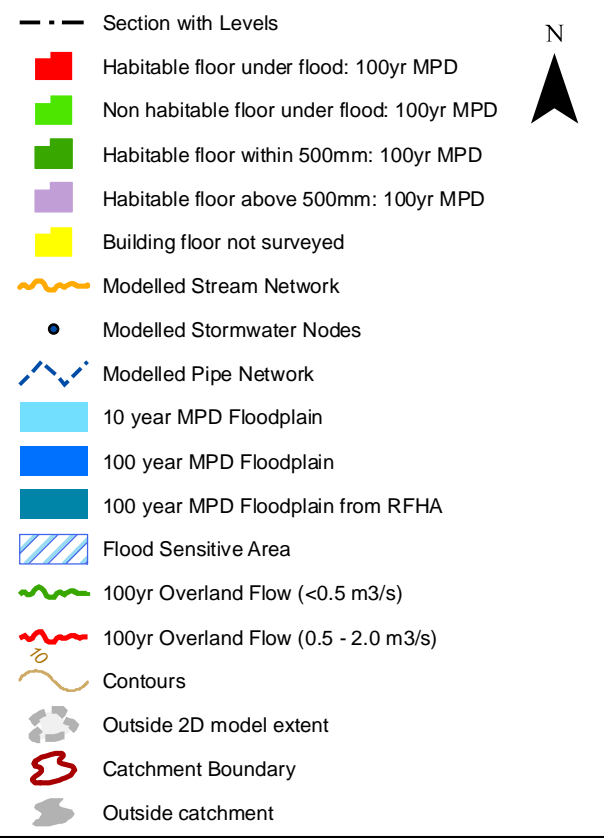 Section with Levels
N
Habitable floor under flood: 100yr MPD
Non habitable floor under flood: 100yr MPD
Habitable floor within 500mm: 100yr MPD
Habitable floor above 500mm: 100yr MPD
Building floor not surveyed
Modelled Stream Network
Modelled Stormwater Nodes
Modelled Pipe Network
10 year MPD Floodplain
100 year MPD Floodplain
100 year MPD Floodplain from RFHA
Flood Sensitive Area
100yr Overland Flow (<0.5 m3/s)
100yr Overland Flow (0.5 - 2.0 m3/s)
10
Contours
Outside 2D model extent
Catchment Boundary
Outside catchment